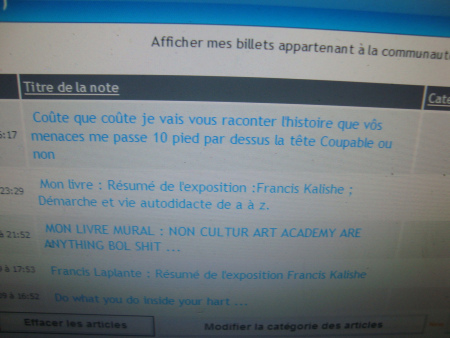 Afficher mes billets appartenant à la communaut
Titre de la note
Cate
6:17
Coûte que coûte je vais vous raconter l'histoire que vôs
menaces me passe 10 pied par dessus la tête Coupable ou
non
23:29
Mon livre : Résumé de l'exposition :Francis Kalishe ;
Démarche et vie autodidacte de a à z.
à 21:52
MON LIVRE MURAL : NON CULTUR ART ACADEMY ARE
ANYTHING BOL SHIT ...
à 17:53
Francis Laplante : Résumé de l'exposition Francis Kalishe
à 16:52
Do what you do inside your hart ...
Effacer les articles
Modifier la catégorie des articles